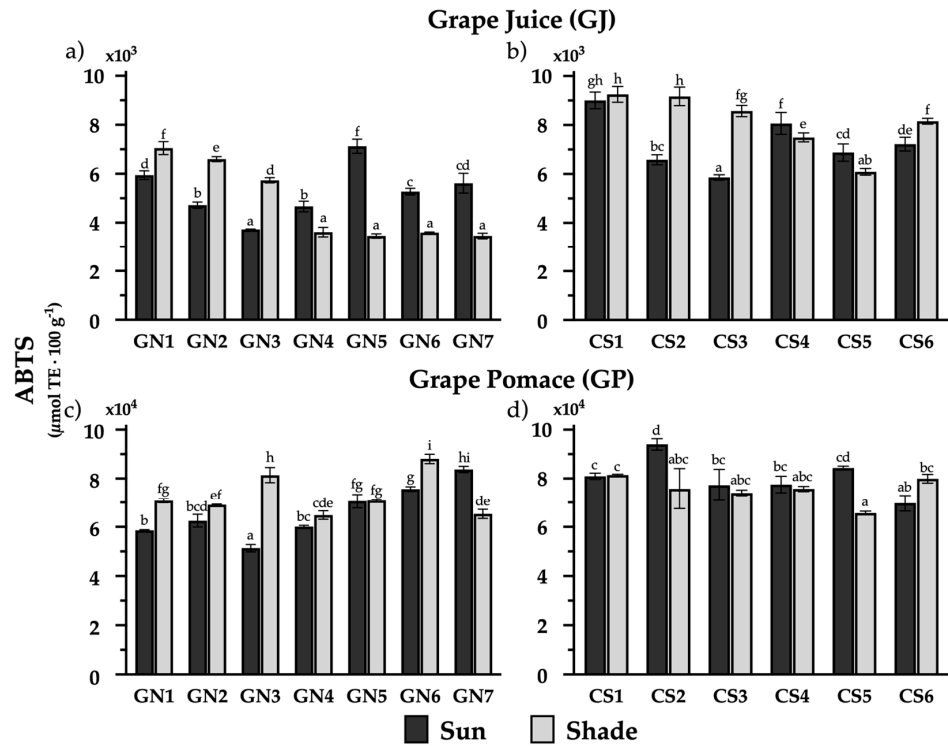 Grape Juice (GJ)
a)
x10³
10
8
6
4
2
0
d f b e a d b a f a c a cd a
GN1 GN2 GN3 GN4 GN5 GN6 GN7
b)
x10³
10
8
6
4
2
0
gh h bc h a fg f e cd ab de f
CS1 CS2 CS3 CS4 CS5 CS6
ABTS
(µmol TE · 100 g⁻¹)
Grape Pomace (GP)
c)
x10⁴
10
8
6
4
2
0
b fg bcd ef a h bc cde fg fg g i hi de
GN1 GN2 GN3 GN4 GN5 GN6 GN7
d)
x10⁴
10
8
6
4
2
0
c c d abc bc abc bc abc cd a ab bc
CS1 CS2 CS3 CS4 CS5 CS6
Sun Shade